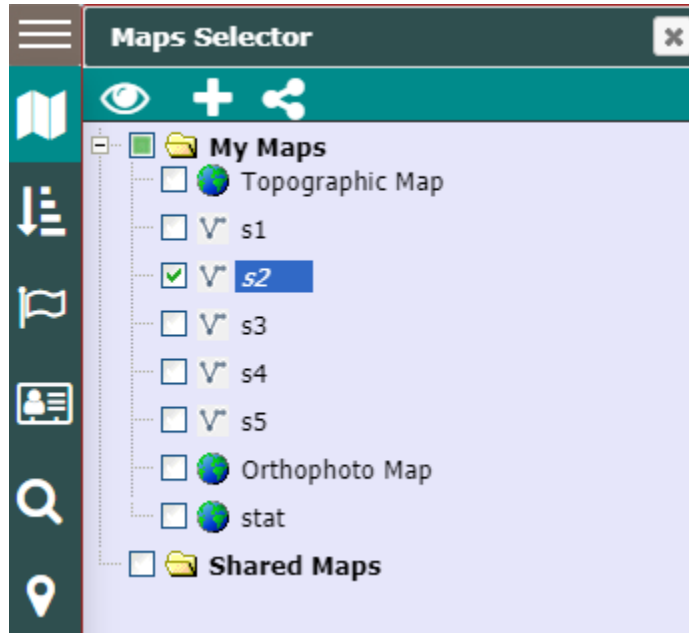 Maps Selector
My Maps
Topographic Map
s1
s2
s3
s4
s5
Orthophoto Map
stat
Shared Maps